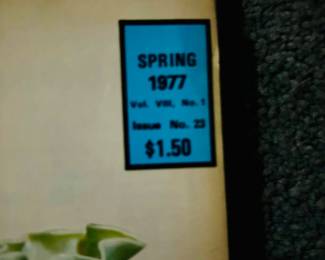 SPRING
1977
Vol. VIII, No. 1
Issue No. 23
$1.50